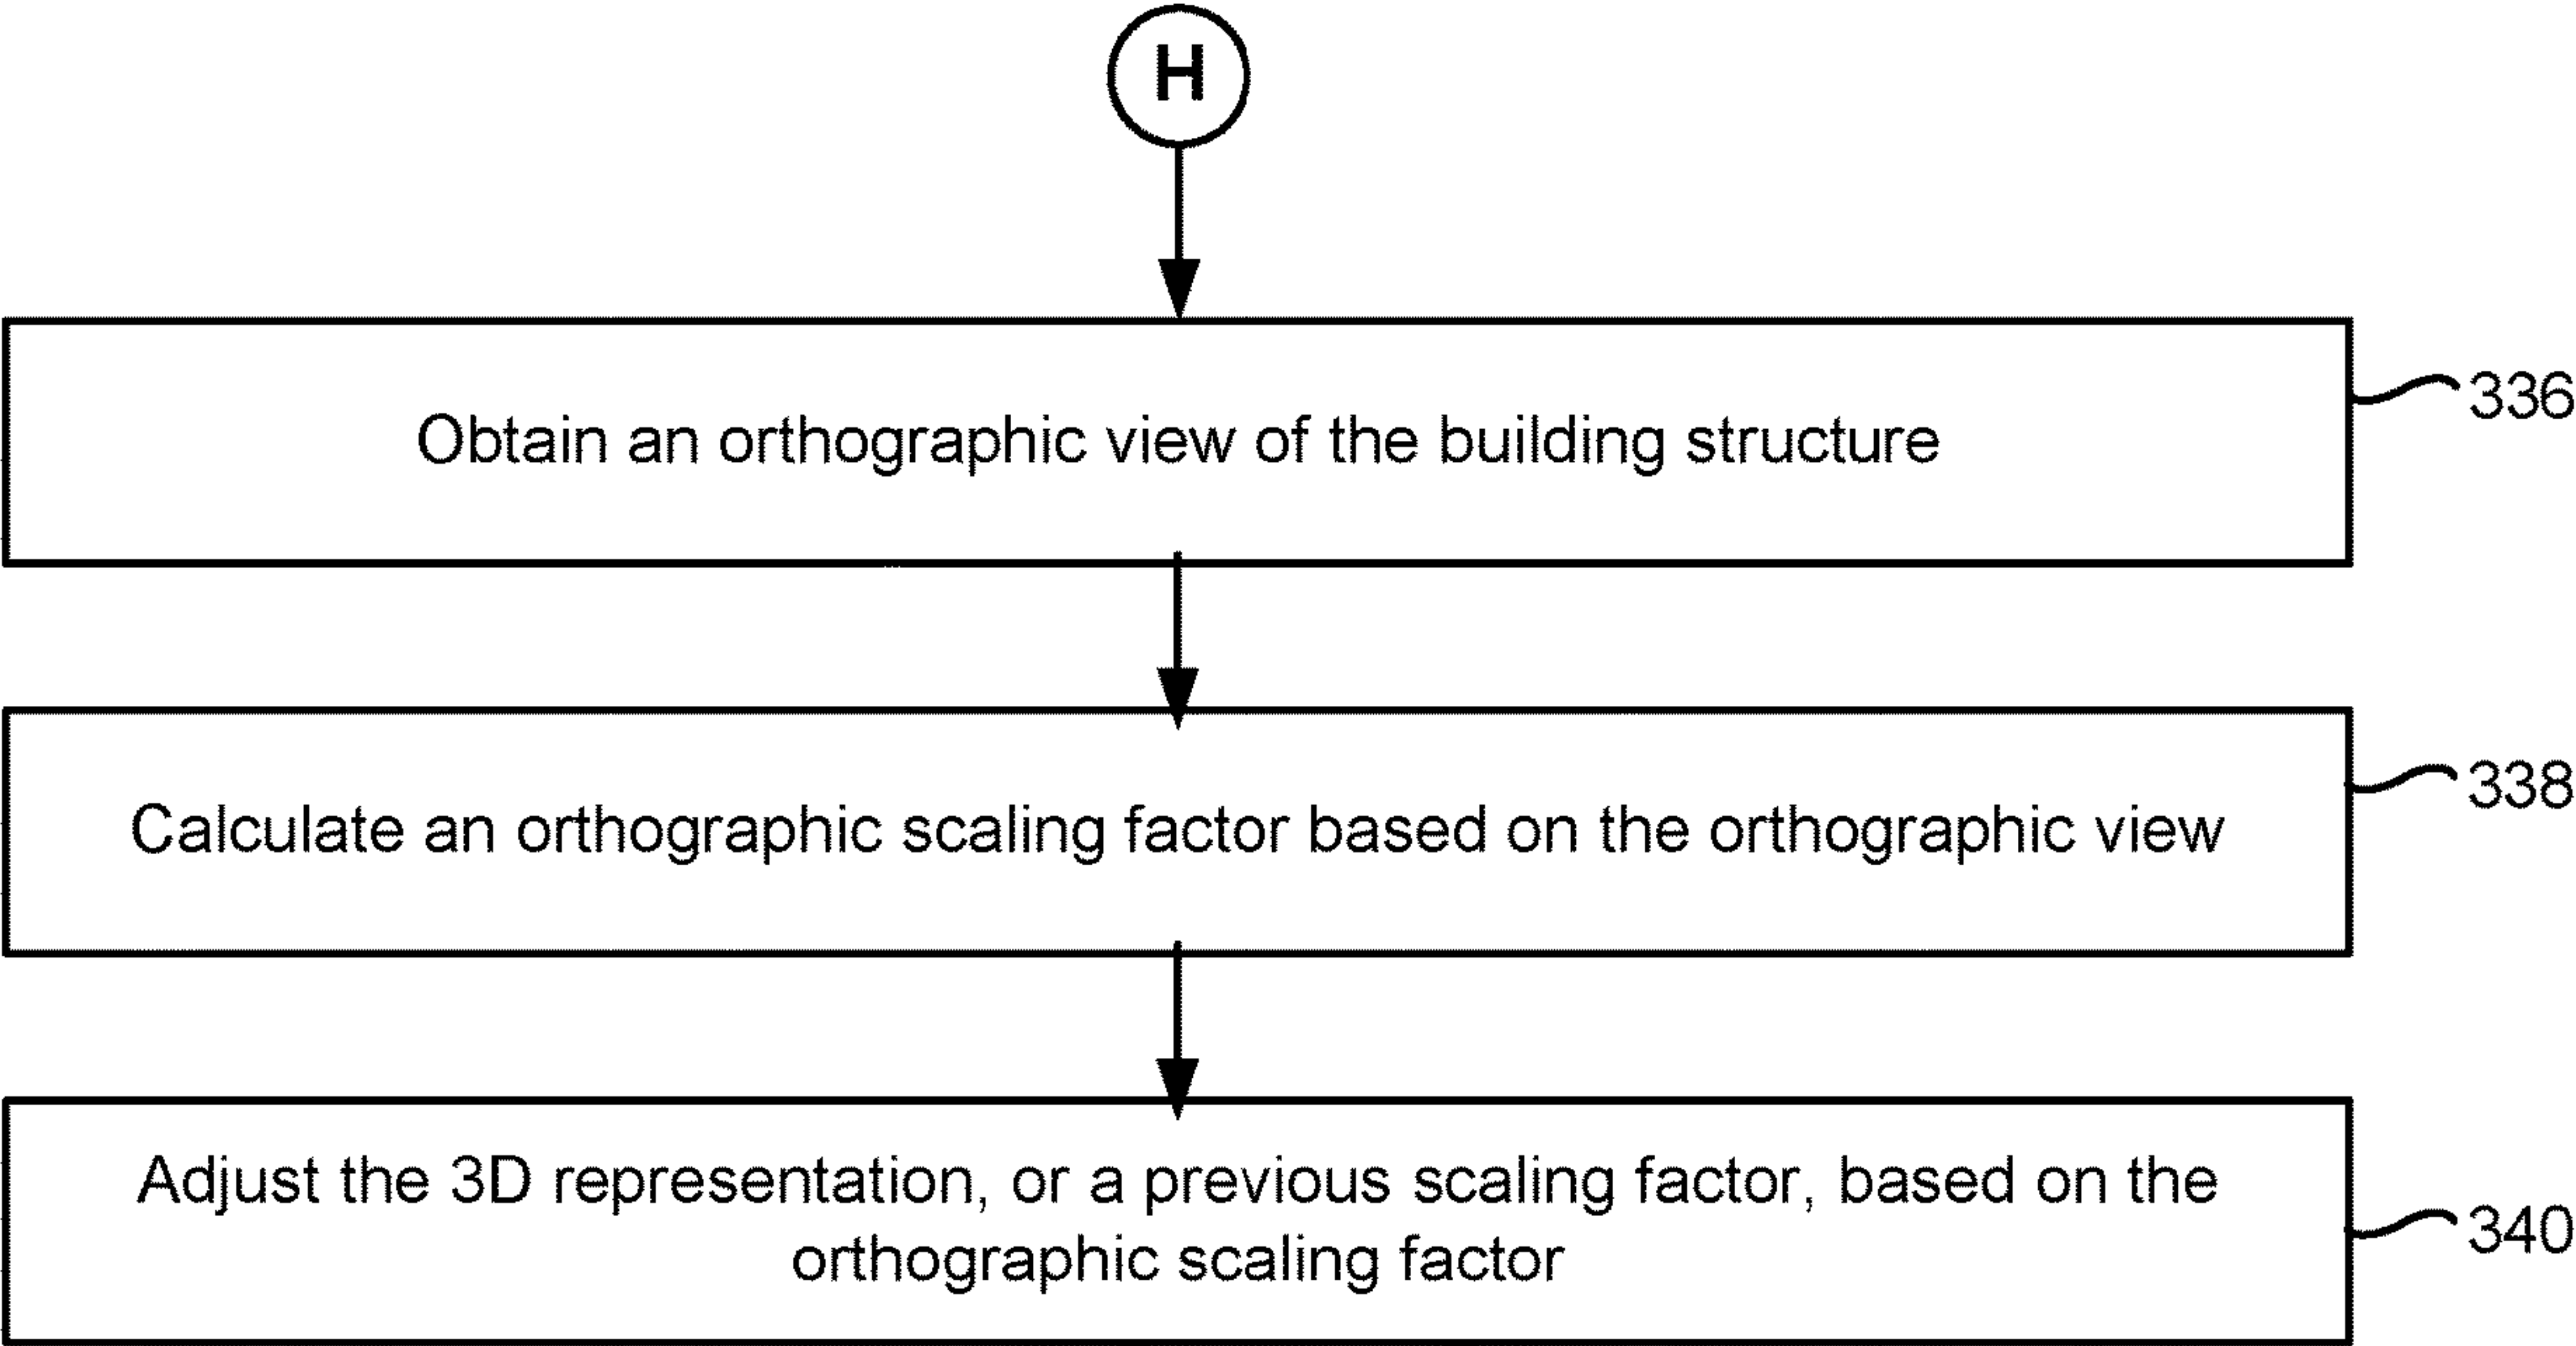 H
Obtain an orthographic view of the building structure
336
Calculate an orthographic scaling factor based on the orthographic view
338
Adjust the 3D representation, or a previous scaling factor, based on the
orthographic scaling factor
340